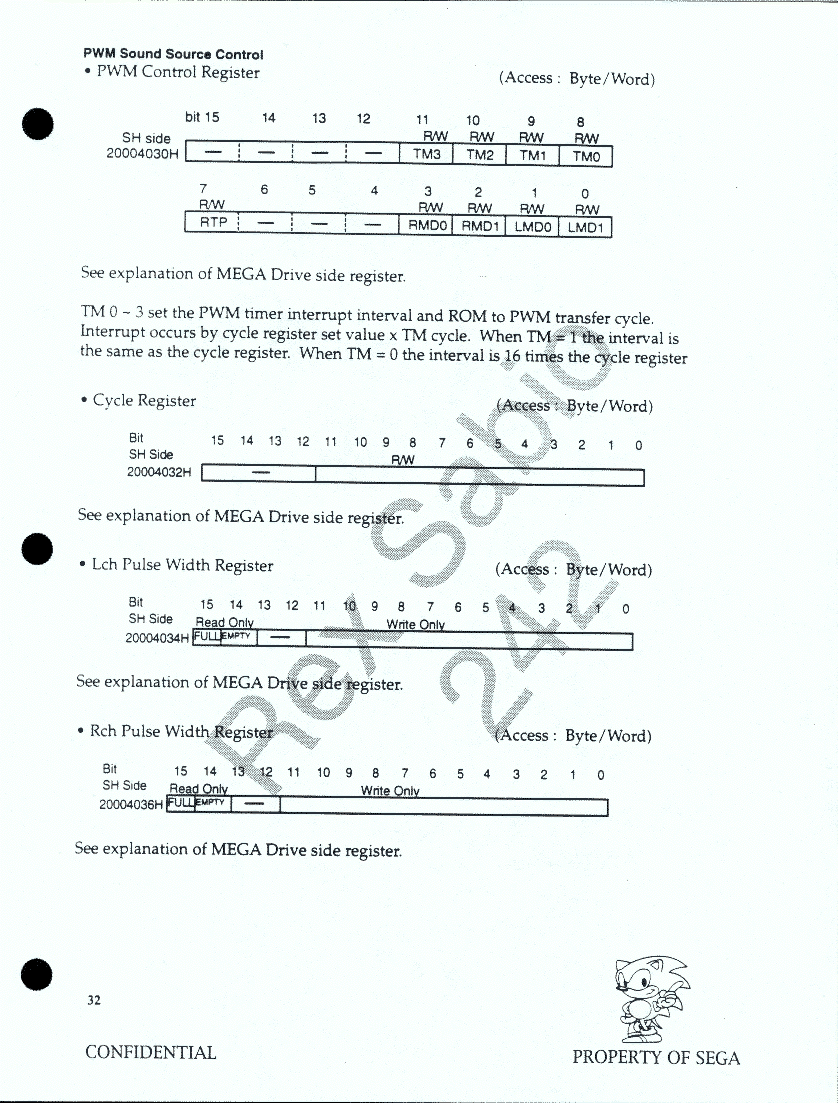 PWM Sound Source Control
• PWM Control Register (Access : Byte/Word)
bit 15 14 13 12 11 10 9 8
R/W R/W R/W R/W
SH side
20004030H — — — — TM3 TM2 TM1 TM0
7 6 5 4 3 2 1 0
R/W R/W R/W R/W R/W
RTP — — — RMD0 RMD1 LMD0 LMD1
See explanation of MEGA Drive side register.
TM 0 ~ 3 set the PWM timer interrupt interval and ROM to PWM transfer cycle.
Interrupt occurs by cycle register set value x TM cycle. When TM = 1 the interval is
the same as the cycle register. When TM = 0 the interval is 16 times the cycle register
• Cycle Register (Access : Byte/Word)
Bit 15 14 13 12 11 10 9 8 7 6 5 4 3 2 1 0
SH Side R/W
20004032H —
See explanation of MEGA Drive side register.
• Lch Pulse Width Register (Access : Byte/Word)
Bit 15 14 13 12 11 10 9 8 7 6 5 4 3 2 1 0
SH Side Read Only Write Only
20004034H FULL EMPTY —
See explanation of MEGA Drive side register.
• Rch Pulse Width Register (Access : Byte/Word)
Bit 15 14 13 12 11 10 9 8 7 6 5 4 3 2 1 0
SH Side Read Only Write Only
20004036H FULL EMPTY —
See explanation of MEGA Drive side register.
Rex Sabio
242
32
CONFIDENTIAL
PROPERTY OF SEGA